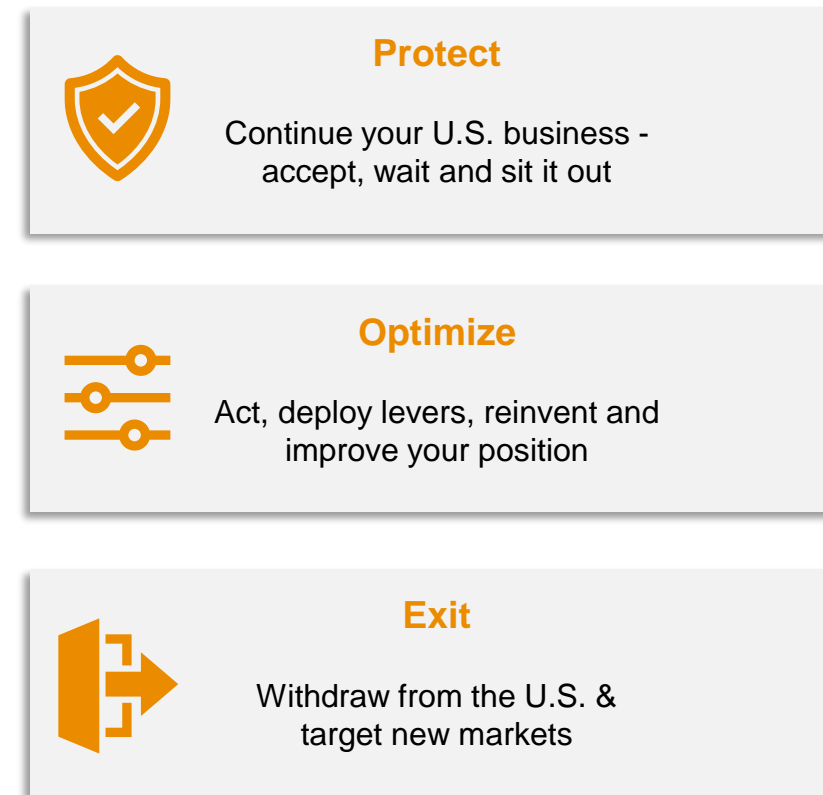 Protect
Continue your U.S. business -
accept, wait and sit it out
Optimize
Act, deploy levers, reinvent and
improve your position
Exit
Withdraw from the U.S. &
target new markets